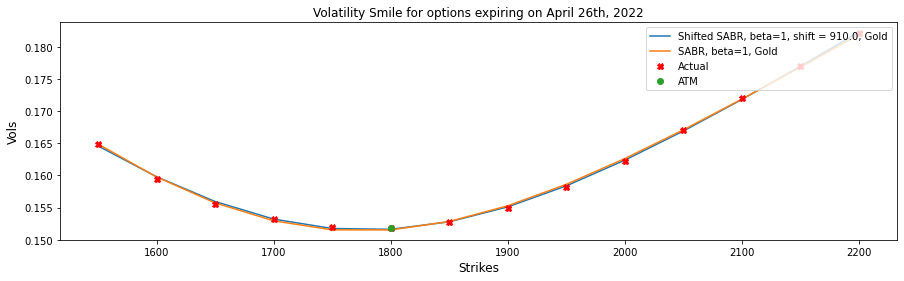 Volatility Smile for options expiring on April 26th, 2022
Shifted SABR, beta=1, shift = 910.0, Gold
SABR, beta=1, Gold
Actual
ATM
0.180
0.175
0.170
0.165
0.160
0.155
0.150
Vols
1600 1700 1800 1900 2000 2100 2200
Strikes